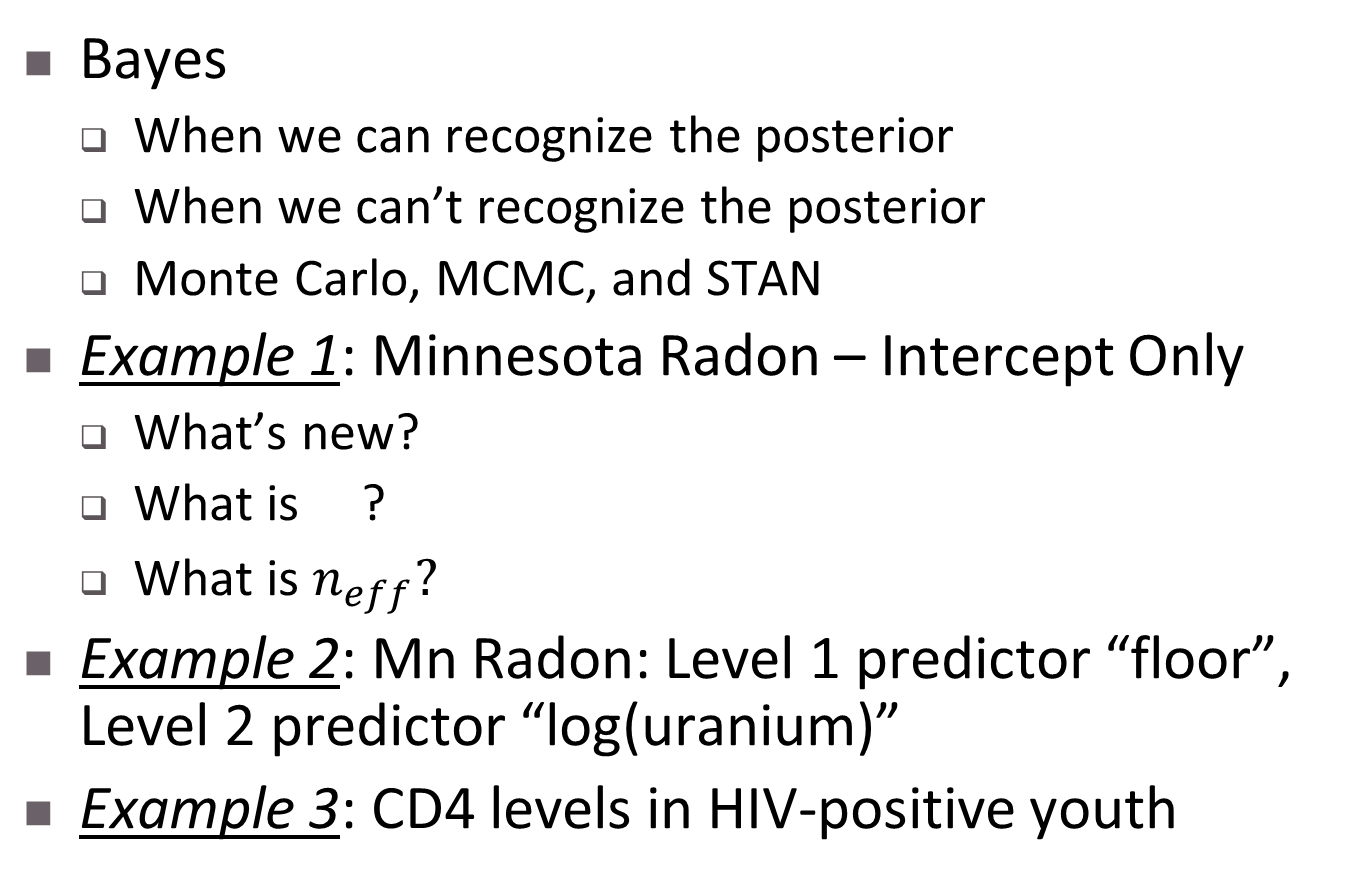 Bayes
When we can recognize the posterior
When we can’t recognize the posterior
Monte Carlo, MCMC, and STAN
Example 1: Minnesota Radon – Intercept Only
What’s new?
What is ?
What is n_eff?
Example 2: Mn Radon: Level 1 predictor “floor”,
Level 2 predictor “log(uranium)”
Example 3: CD4 levels in HIV-positive youth